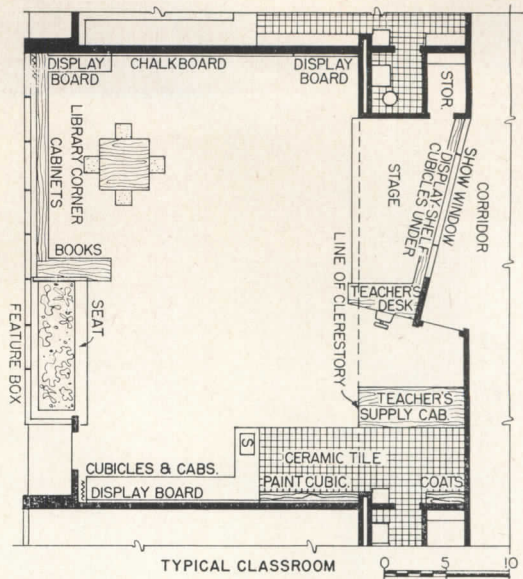 DISPLAY
BOARD
CHALKBOARD
DISPLAY
BOARD
STOR.
LIBRARY CORNER
CABINETS
STAGE
DISPLAY-SHELF
CUBICLES UNDER
SHOW WINDOW
CORRIDOR
BOOKS
TEACHER'S
DESK
LINE OF CLERESTORY
SEAT
FEATURE BOX
TEACHER'S
SUPPLY CAB.
S
CERAMIC TILE
CUBICLES & CABS.
PAINT CUBIC.
COATS
DISPLAY BOARD
TYPICAL CLASSROOM
0 5 10